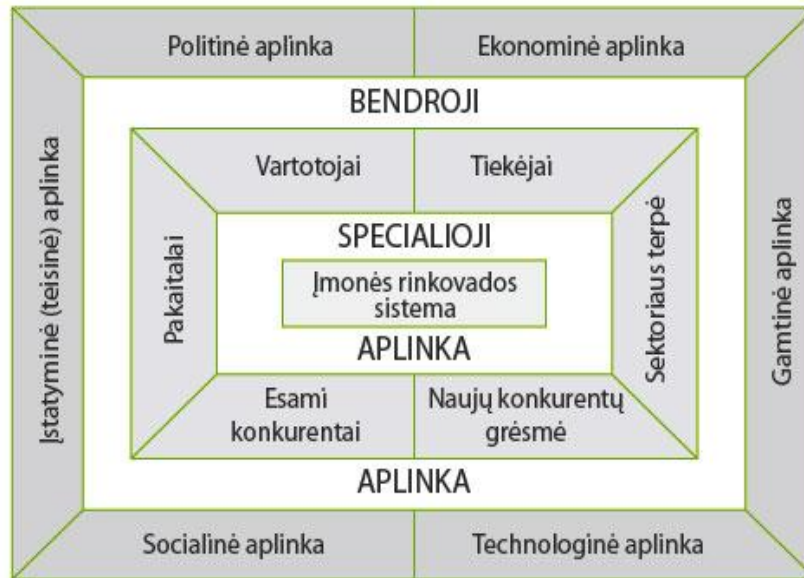 Politinė aplinka
Ekonominė aplinka
BENDROJI
Įstatyminė (teisinė) aplinka
Gamtinė aplinka
Vartotojai
Tiekėjai
Pakaitalai
Sektoriaus terpė
SPECIALIOJI
Įmonės rinkovados
sistema
APLINKA
Esami
konkurentai
Naujų konkurentų
grėsmė
APLINKA
Socialinė aplinka
Technologinė aplinka